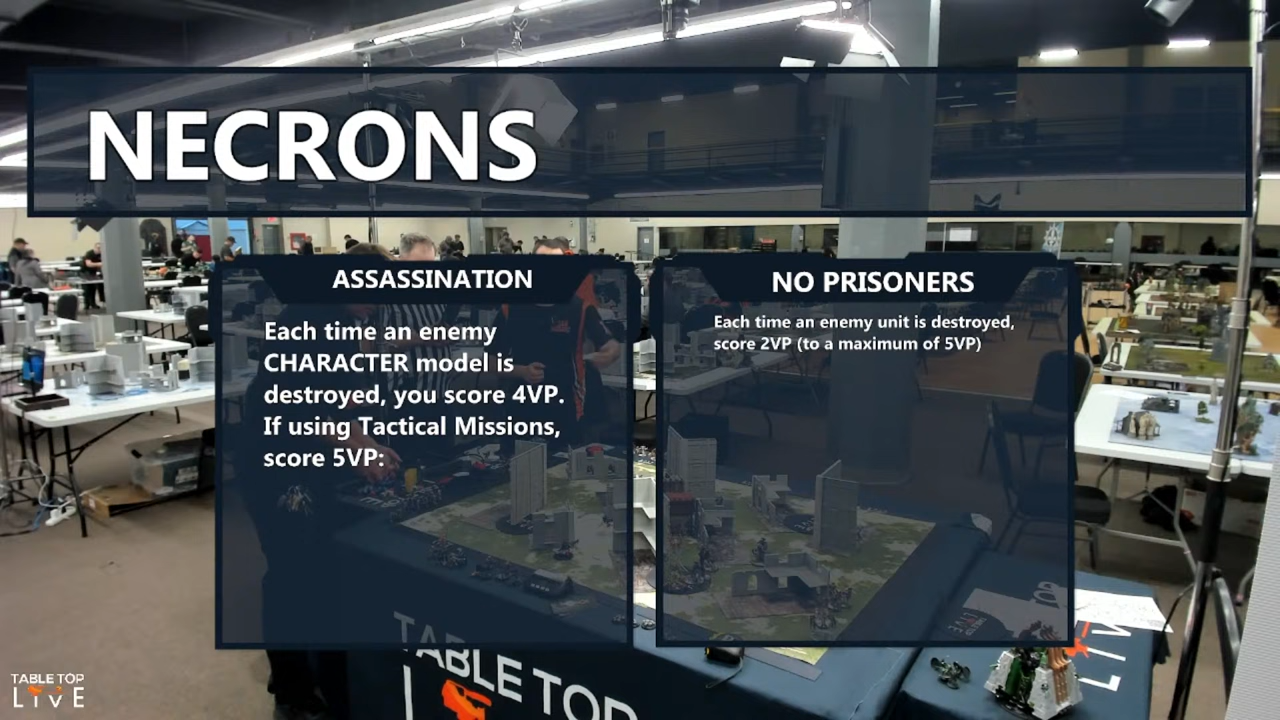 NECRONS
ASSASSINATION
Each time an enemy
CHARACTER model is
destroyed, you score 4VP.
If using Tactical Missions,
score 5VP:
NO PRISONERS
Each time an enemy unit is destroyed,
score 2VP (to a maximum of 5VP)
TABLE TOP
LIVE
TABLE TOP
LIVE